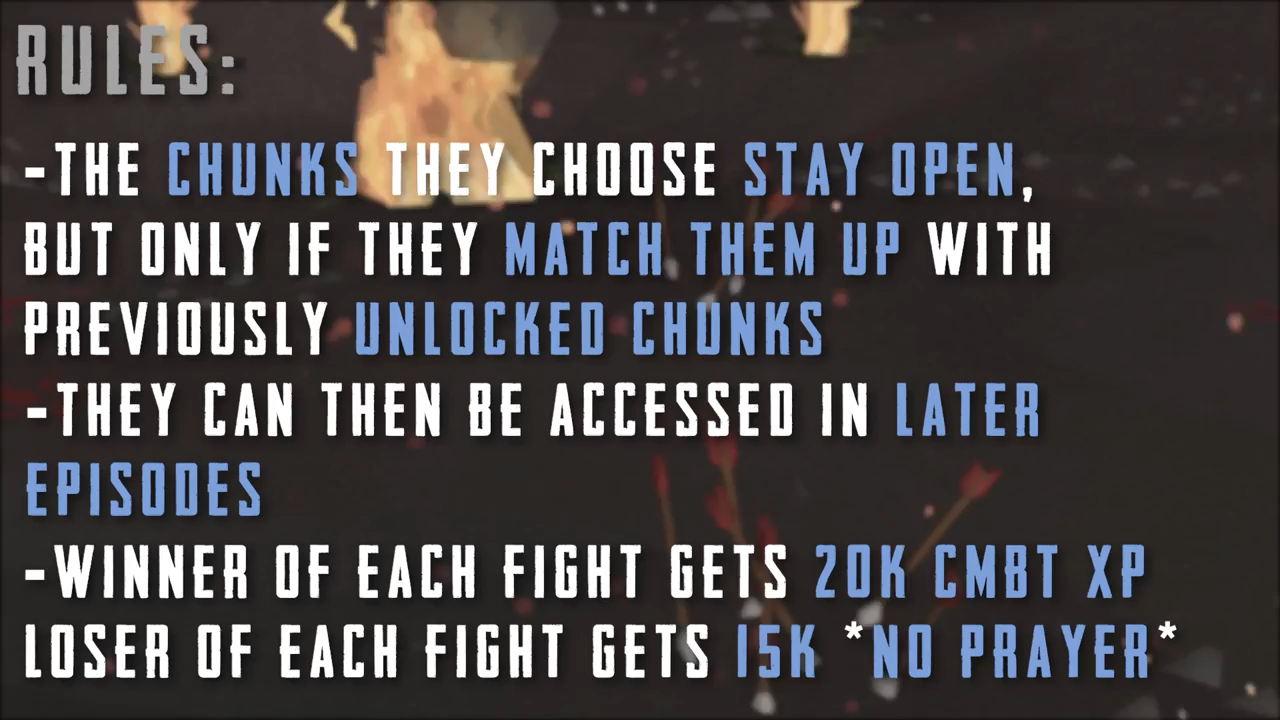 RULES:
-THE CHUNKS THEY CHOOSE STAY OPEN,
BUT ONLY IF THEY MATCH THEM UP WITH
PREVIOUSLY UNLOCKED CHUNKS
-THEY CAN THEN BE ACCESSED IN LATER
EPISODES
-WINNER OF EACH FIGHT GETS 20K CMBT XP
LOSER OF EACH FIGHT GETS 15K *NO PRAYER*